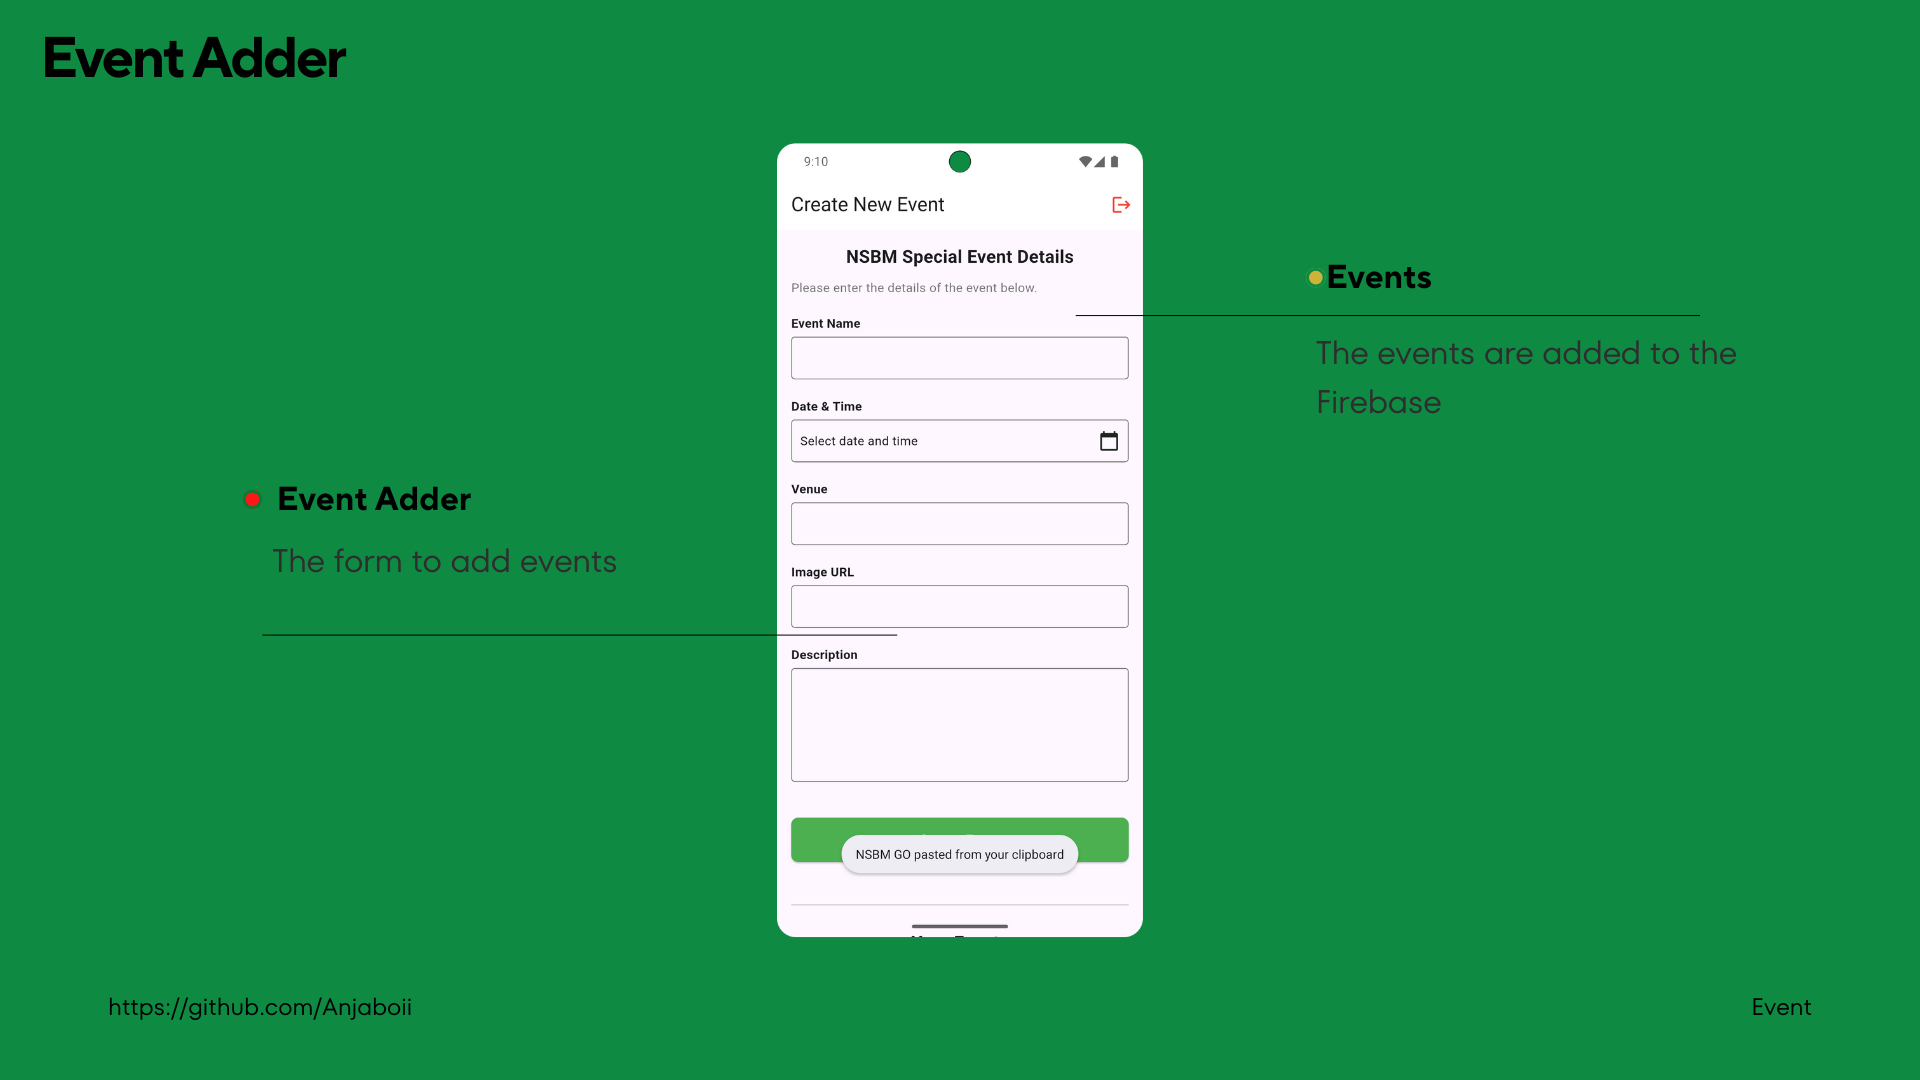 Event Adder
9:10
Create New Event
NSBM Special Event Details
Please enter the details of the event below.
Event Name
Date & Time
Select date and time
Venue
Image URL
Description
NSBM GO pasted from your clipboard
Events
The events are added to the
Firebase
Event Adder
The form to add events
https://github.com/Anjaboii
Event